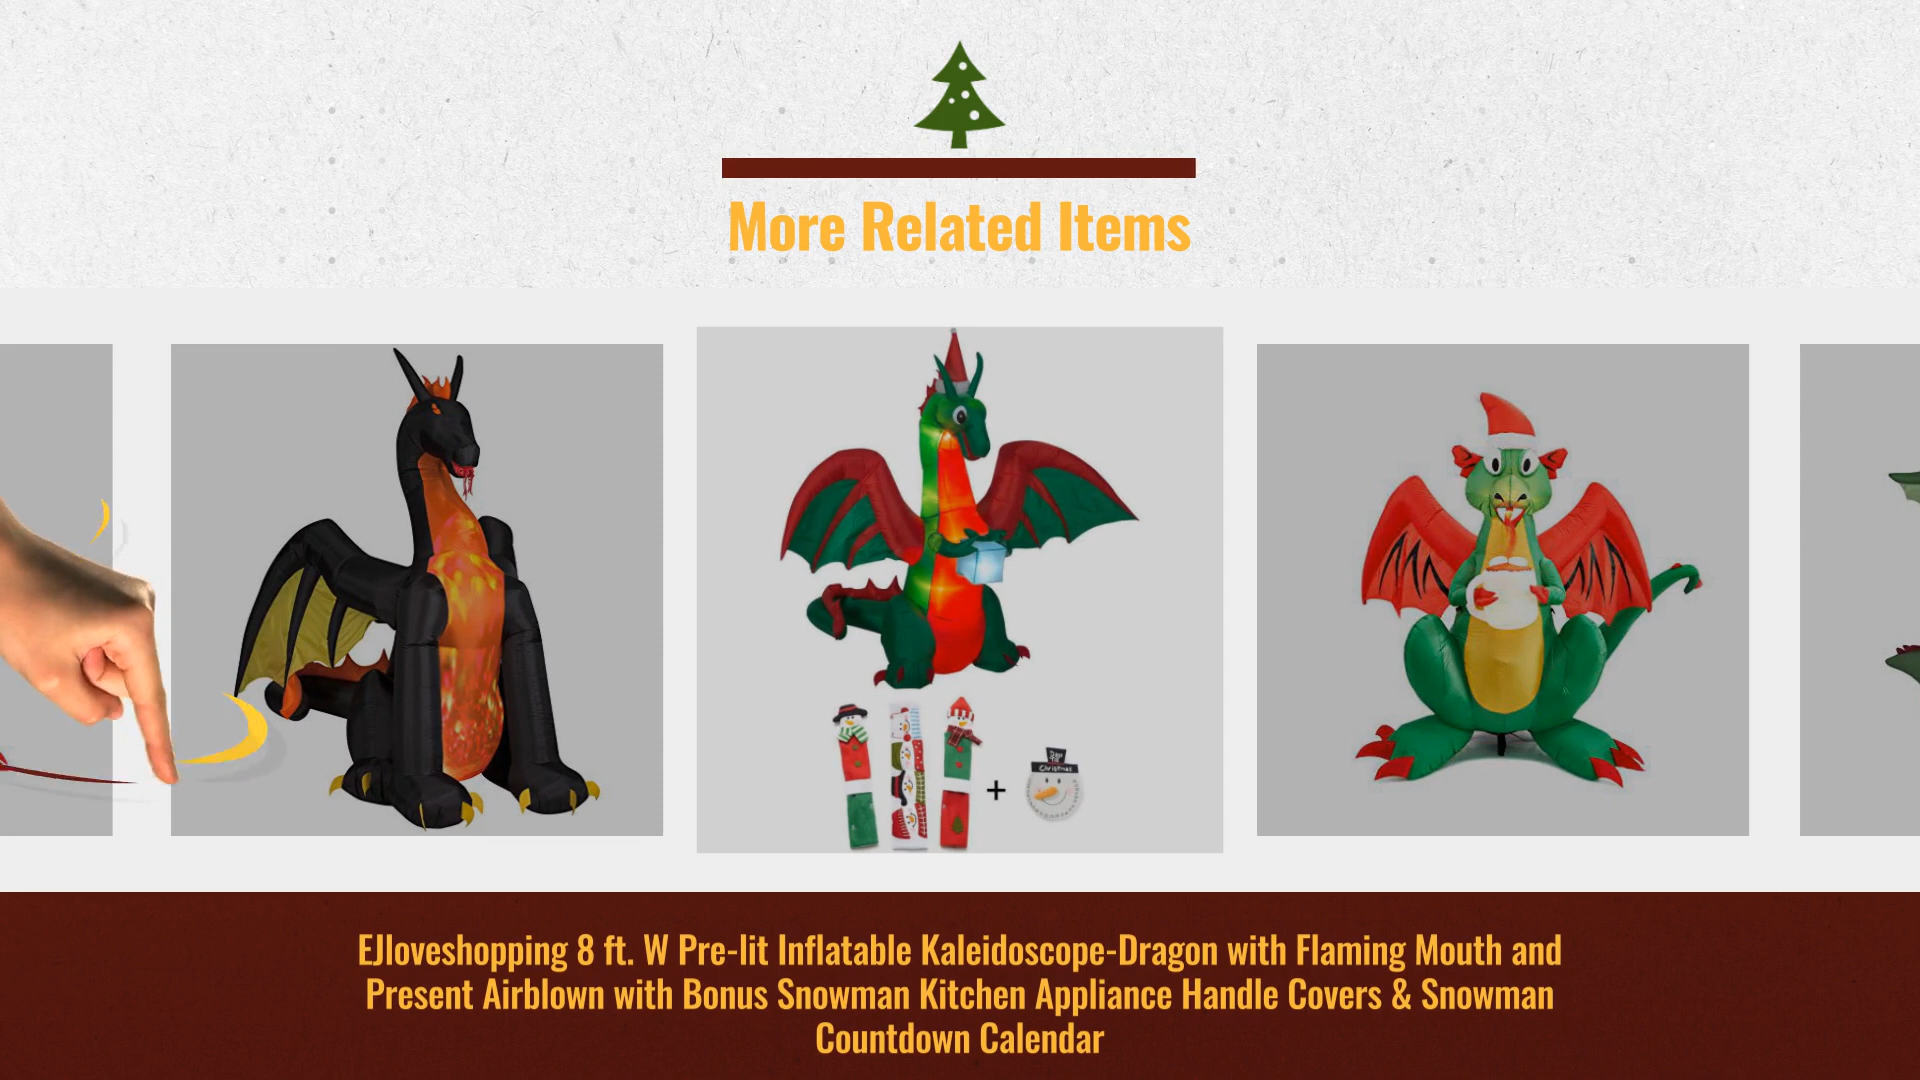 More Related Items
+
Christmas
EJloveshopping 8 ft. W Pre-lit Inflatable Kaleidoscope-Dragon with Flaming Mouth and
Present Airblown with Bonus Snowman Kitchen Appliance Handle Covers & Snowman
Countdown Calendar